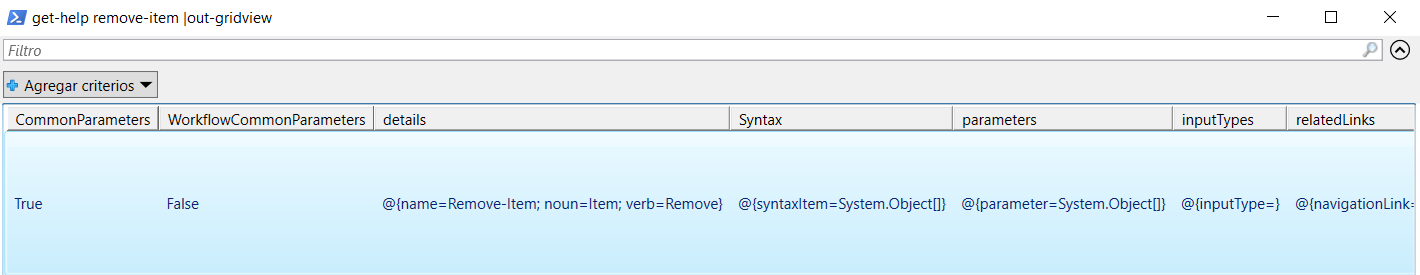 get-help remove-item |out-gridview
Filtro
Agregar criterios
CommonParameters WorkflowCommonParameters details Syntax parameters inputTypes relatedLinks
True False @{name=Remove-Item; noun=Item; verb=Remove} @{syntaxItem=System.Object[]} @{parameter=System.Object[]} @{inputType=} @{navigationLink=